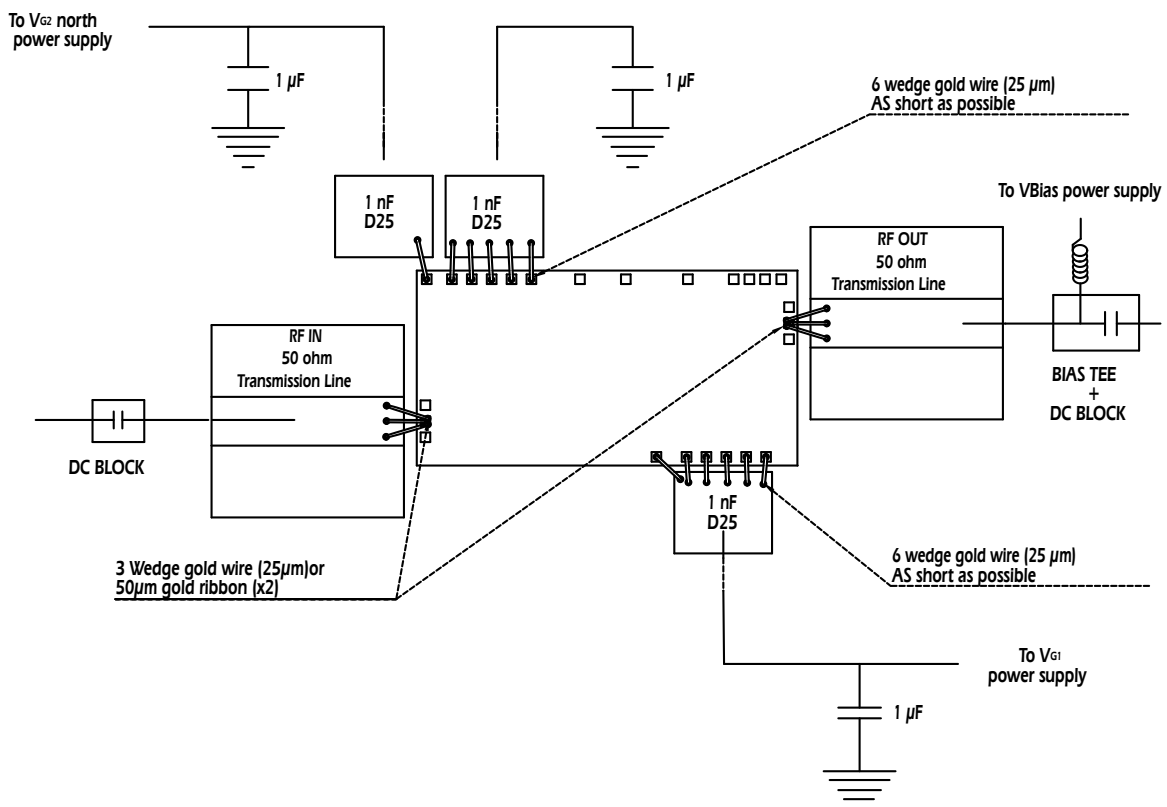 To VG2 north
power supply
1 µF
1 µF
6 wedge gold wire (25 µm)
AS short as possible
1 nF
D25
1 nF
D25
To VBias power supply
RF OUT
50 ohm
Transmission Line
RF IN
50 ohm
Transmission Line
BIAS TEE
+
DC BLOCK
DC BLOCK
1 nF
D25
3 Wedge gold wire (25µm)or
50µm gold ribbon (x2)
6 wedge gold wire (25 µm)
AS short as possible
To VG1
power supply
1 µF